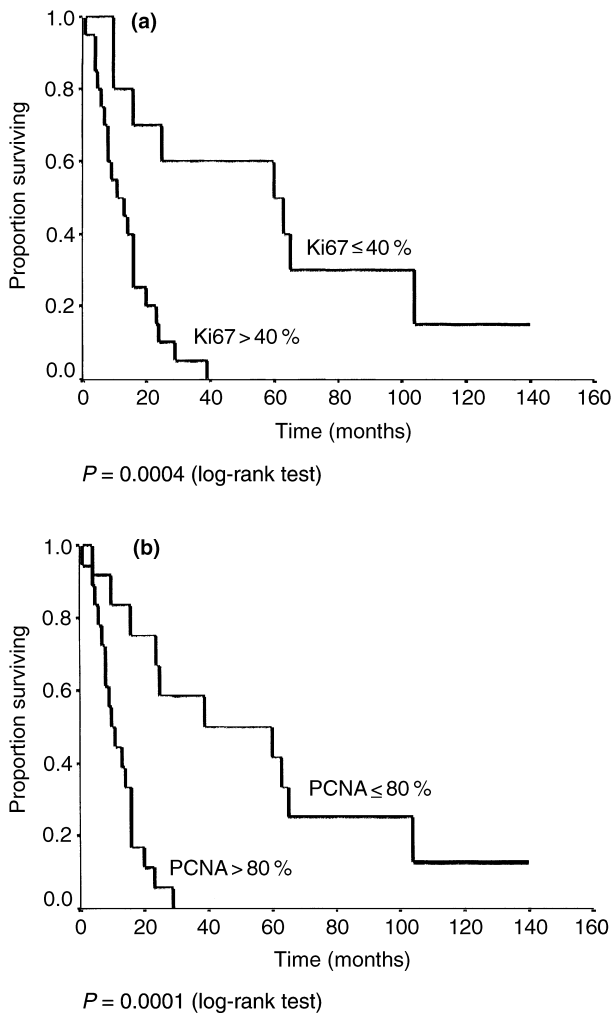 (a)
Proportion surviving
1.0
0.8
0.6
0.4
0.2
0.0
Ki67 ≤ 40 %
Ki67 > 40 %
0 20 40 60 80 100 120 140 160
Time (months)
P = 0.0004 (log-rank test)
(b)
Proportion surviving
1.0
0.8
0.6
0.4
0.2
0.0
PCNA ≤ 80 %
PCNA > 80 %
0 20 40 60 80 100 120 140 160
Time (months)
P = 0.0001 (log-rank test)